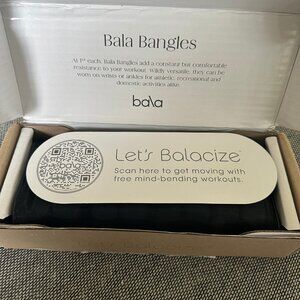 Bala Bangles
At 1# each, Bala Bangles add a constant but comfortable
resistance to your workout. Wildly versatile, they can be
worn on wrists or ankles for athletic, recreational and
domestic activities alike.
bala
bala
Let's Balacize
Scan here to get moving with
free mind-bending workouts.